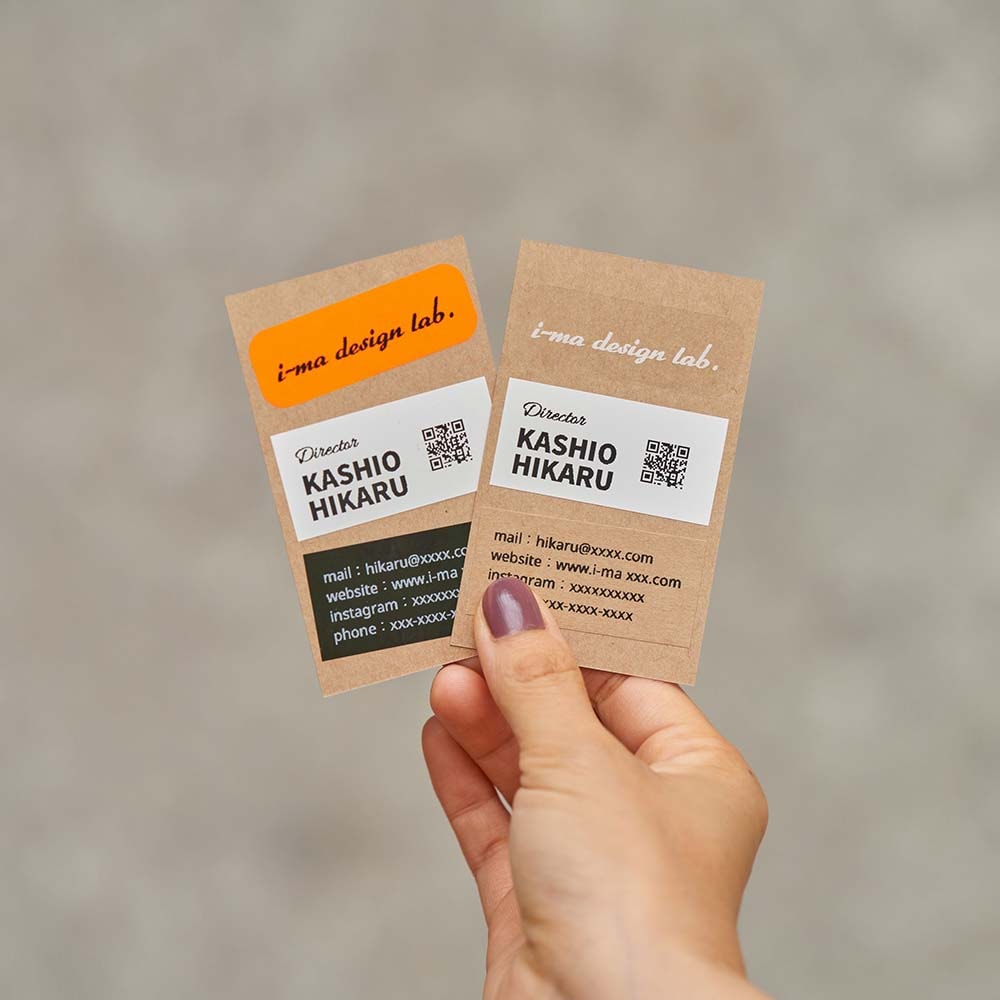 i-ma design lab.
Director
KASHIO
HIKARU
mail : hikaru@xxxx.co
website : www.i-ma
instagram : xxxxxxx
phone : xxx-xxxx-x
i-ma design lab.
Director
KASHIO
HIKARU
mail : hikaru@xxxx.com
website : www.i-ma xxx.com
instagram : xxxxxxxxxx
xxx-xxxx-xxxx